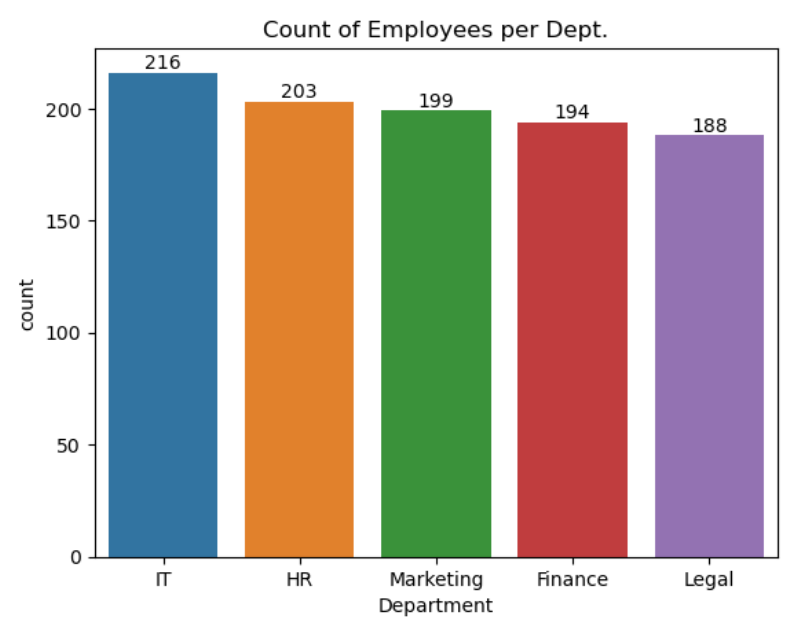 Count of Employees per Dept.
216
203
199
194
188
200
150
100
50
0
count
IT HR Marketing Finance Legal
Department